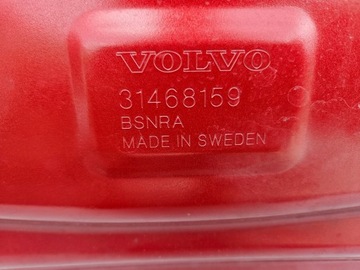 VOLVO
31468159
BSNRA
MADE IN SWEDEN